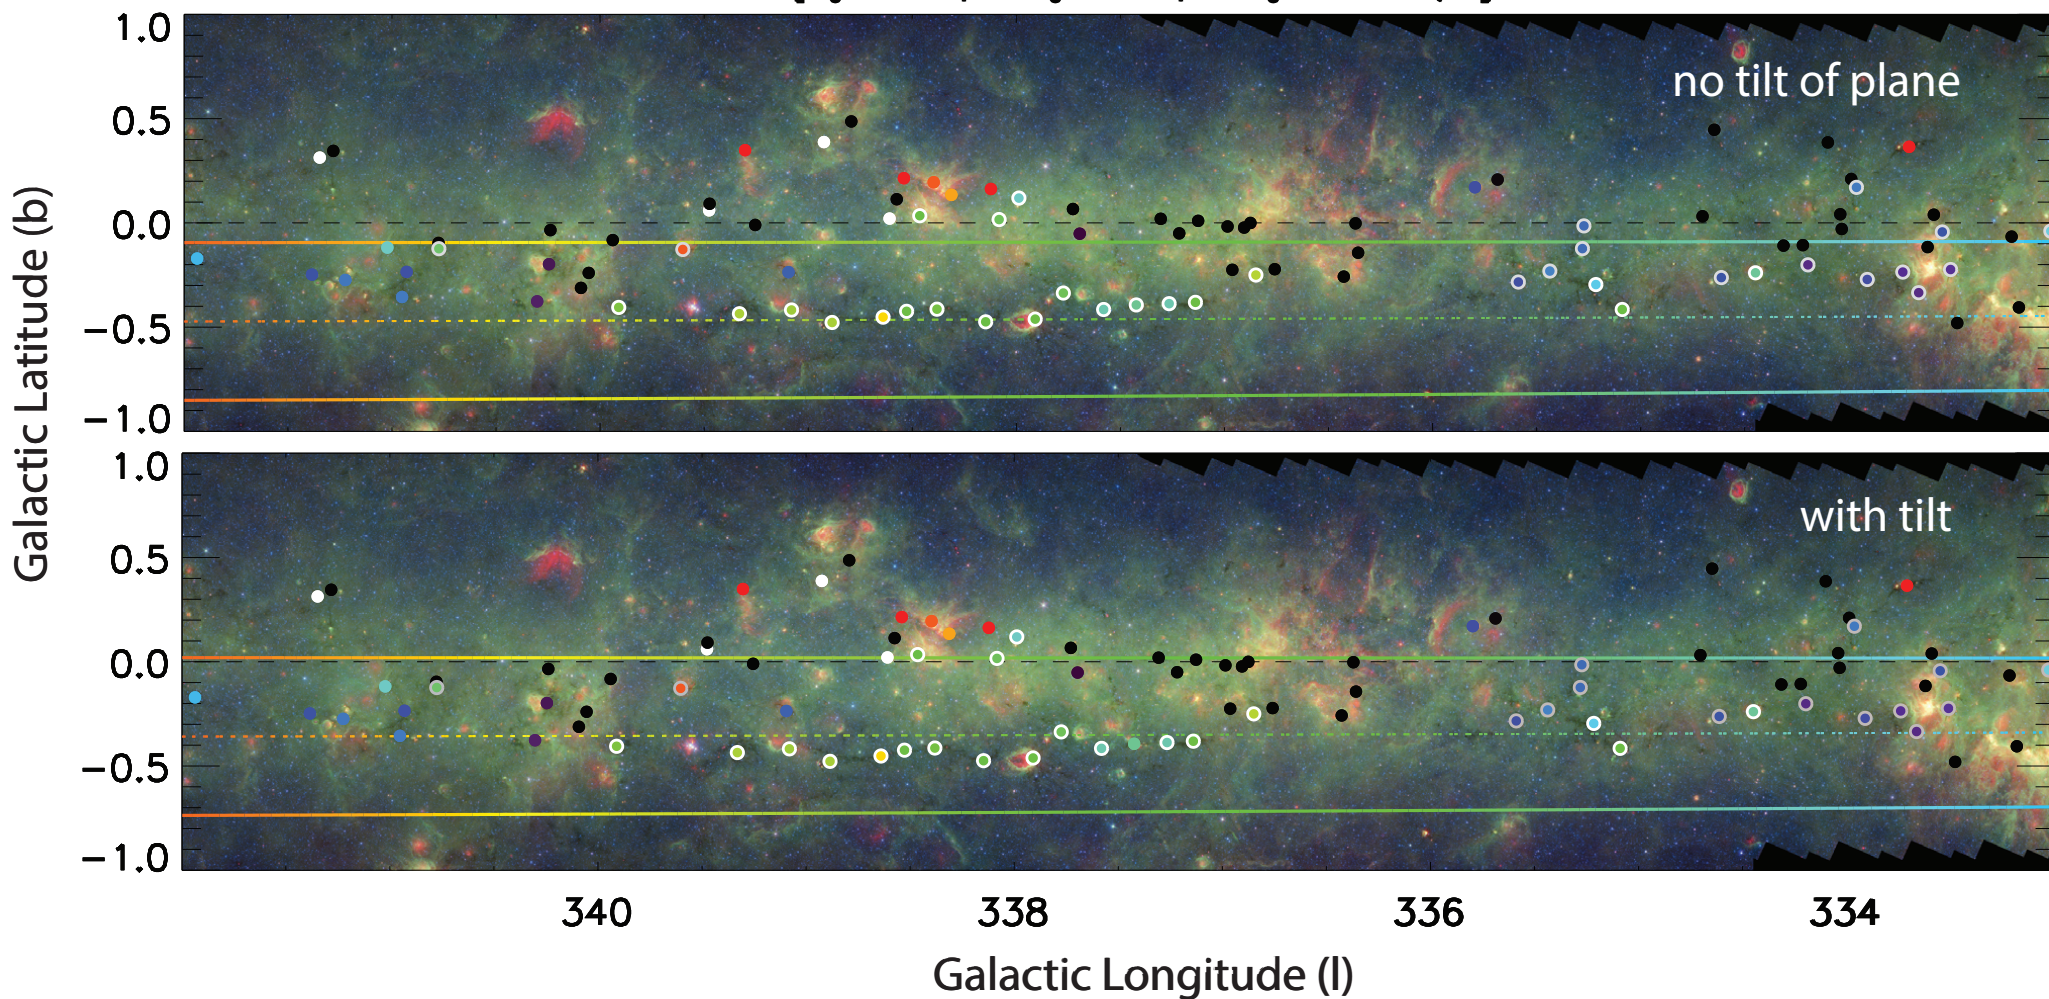 1.0
no tilt of plane
0.5
0.0
−0.5
−1.0
Galactic Latitude (b)
1.0
with tilt
0.5
0.0
−0.5
−1.0
340 338 336 334
Galactic Longitude (l)